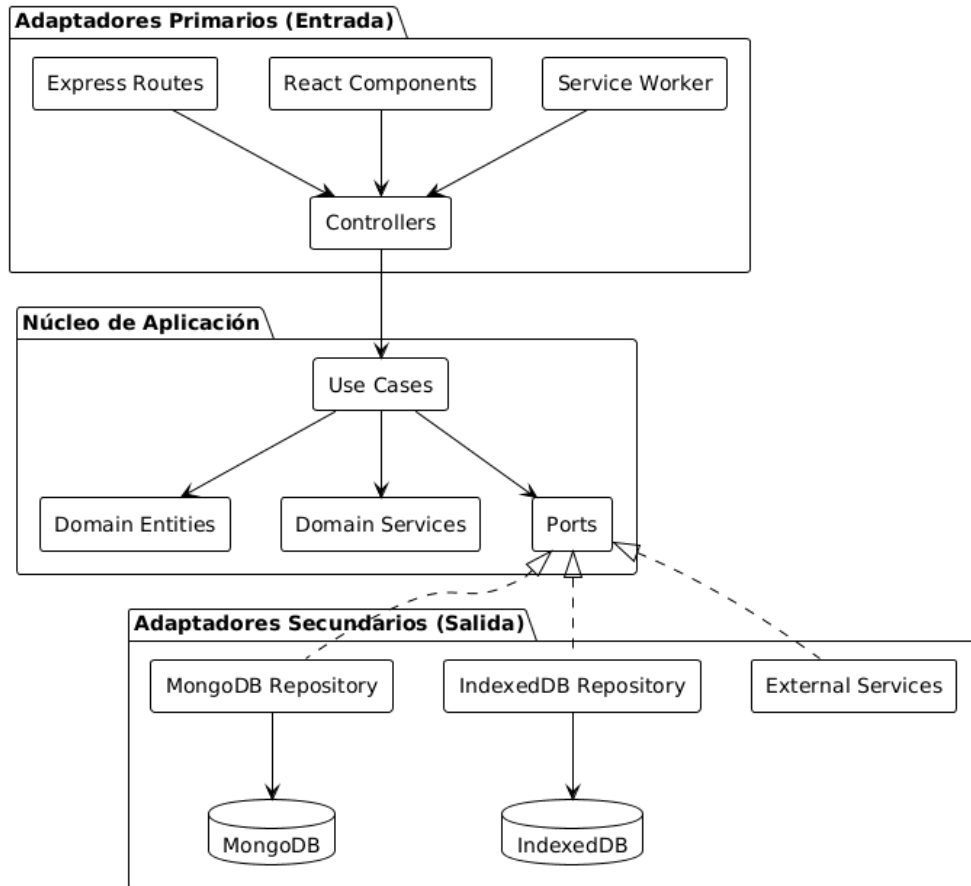 Adaptadores Primarios (Entrada)
Express Routes
React Components
Service Worker
Controllers
Núcleo de Aplicación
Use Cases
Domain Entities
Domain Services
Ports
Adaptadores Secundarios (Salida)
MongoDB Repository
IndexedDB Repository
External Services
MongoDB
IndexedDB